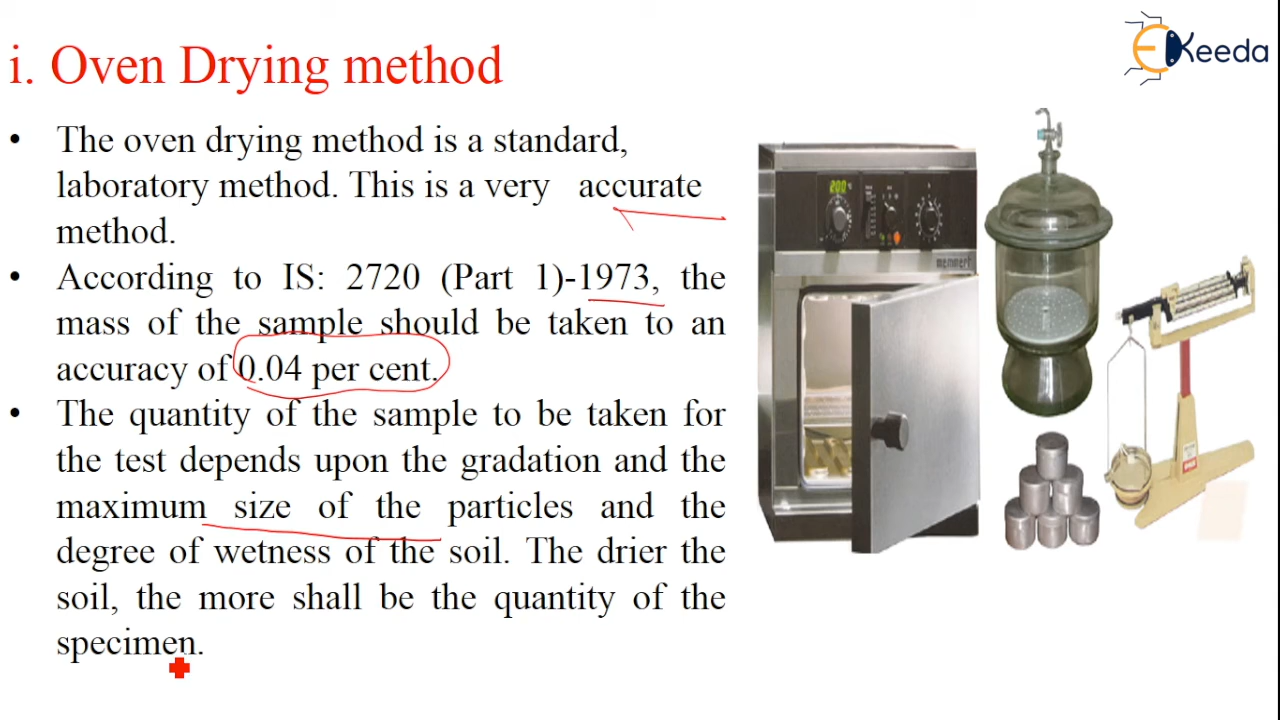 Keeda
i. Oven Drying method
• The oven drying method is a standard,
laboratory method. This is a very accurate
method.
• According to IS: 2720 (Part 1)-1973, the
mass of the sample should be taken to an
accuracy of 0.04 per cent.
• The quantity of the sample to be taken for
the test depends upon the gradation and the
maximum size of the particles and the
degree of wetness of the soil. The drier the
soil, the more shall be the quantity of the
specimen.
200
memmert